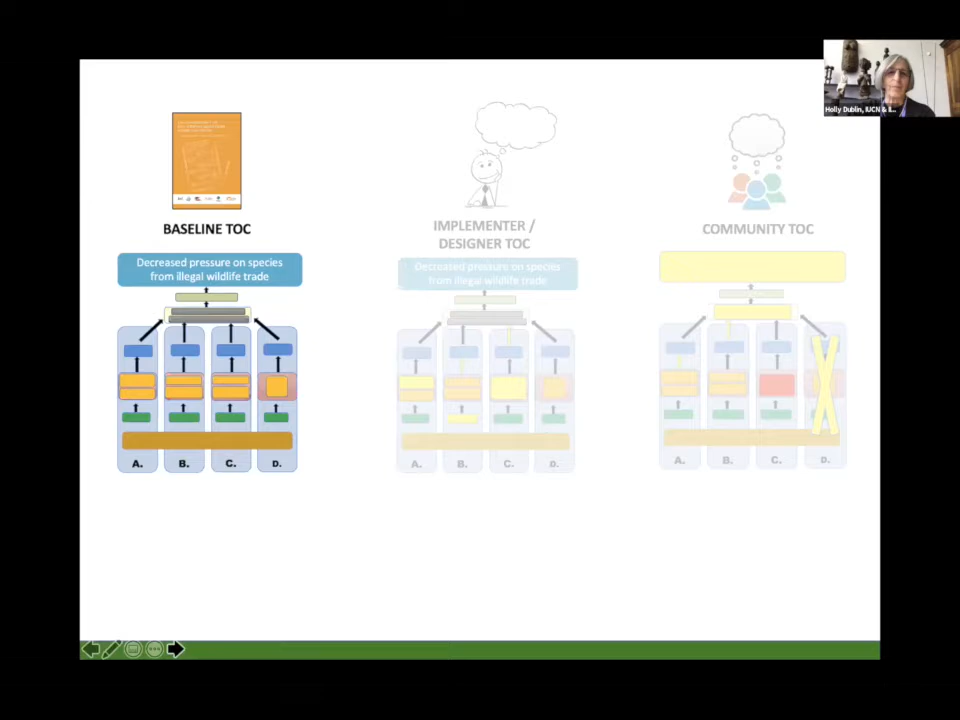 Holly Dublin, IUCN & I...
BASELINE TOC
IMPLEMENTER /
DESIGNER TOC
COMMUNITY TOC
Decreased pressure on species
from illegal wildlife trade
Decreased pressure on species
from illegal wildlife trade
A.
B.
C.
D.
A.
B.
C.
D.
A.
B.
C.
D.